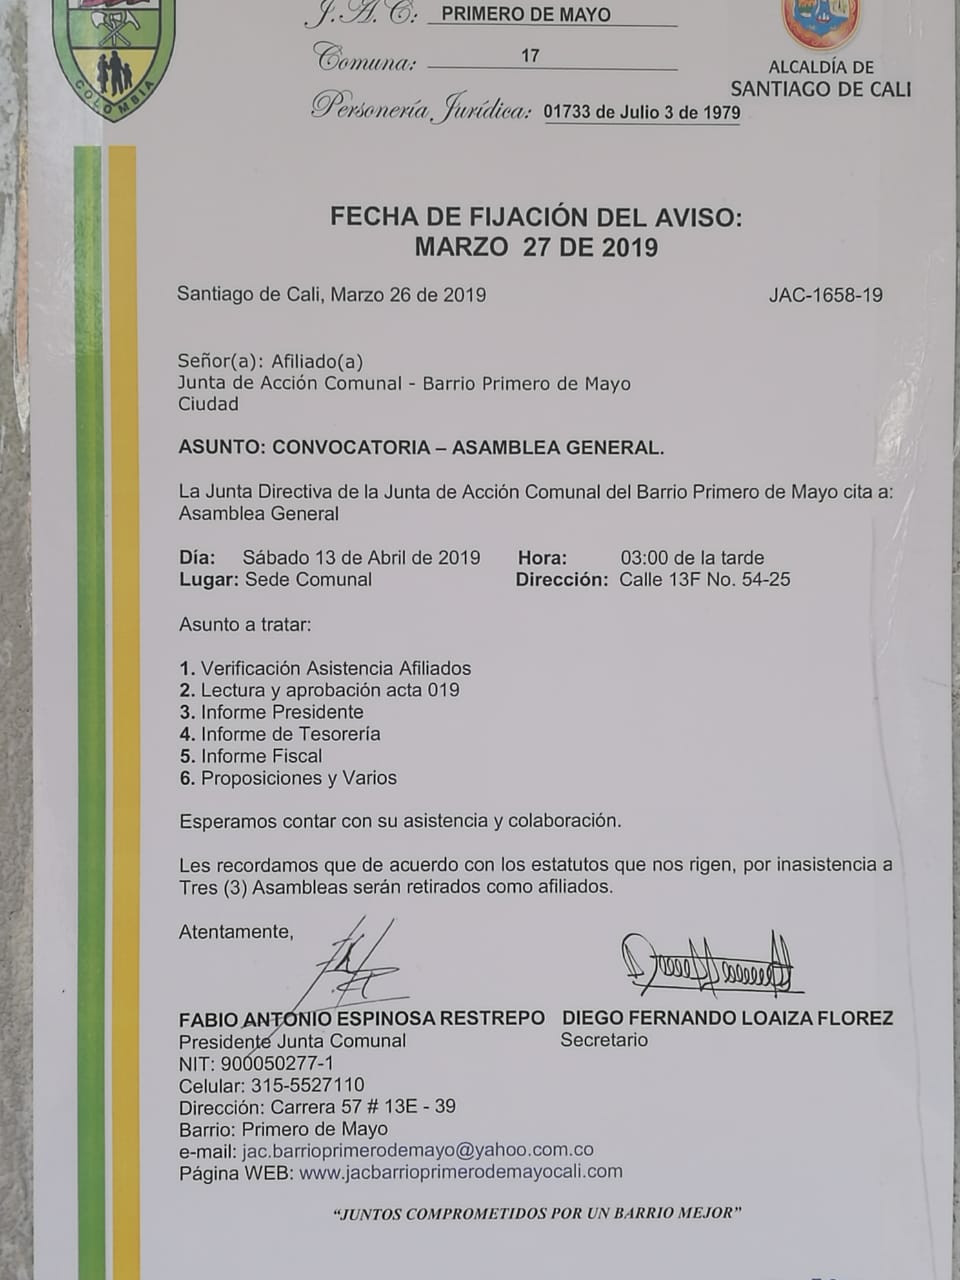 J.A.C: PRIMERO DE MAYO
Comuna: 17
Personería Jurídica: 01733 de Julio 3 de 1979
COLOMBIA
ALCALDÍA DE
SANTIAGO DE CALI
FECHA DE FIJACIÓN DEL AVISO:
MARZO 27 DE 2019
Santiago de Cali, Marzo 26 de 2019 JAC-1658-19
Señor(a): Afiliado(a)
Junta de Acción Comunal - Barrio Primero de Mayo
Ciudad
ASUNTO: CONVOCATORIA – ASAMBLEA GENERAL.
La Junta Directiva de la Junta de Acción Comunal del Barrio Primero de Mayo cita a:
Asamblea General
Día: Sábado 13 de Abril de 2019 Hora: 03:00 de la tarde
Lugar: Sede Comunal Dirección: Calle 13F No. 54-25
Asunto a tratar:
1. Verificación Asistencia Afiliados
2. Lectura y aprobación acta 019
3. Informe Presidente
4. Informe de Tesorería
5. Informe Fiscal
6. Proposiciones y Varios
Esperamos contar con su asistencia y colaboración.
Les recordamos que de acuerdo con los estatutos que nos rigen, por inasistencia a
Tres (3) Asambleas serán retirados como afiliados.
Atentamente,
FABIO ANTONIO ESPINOSA RESTREPO DIEGO FERNANDO LOAIZA FLOREZ
Presidente Junta Comunal Secretario
NIT: 900050277-1
Celular: 315-5527110
Dirección: Carrera 57 # 13E - 39
Barrio: Primero de Mayo
e-mail: jac.barrioprimerodemayo@yahoo.com.co
Página WEB: www.jacbarrioprimerodemayocali.com
“JUNTOS COMPROMETIDOS POR UN BARRIO MEJOR”